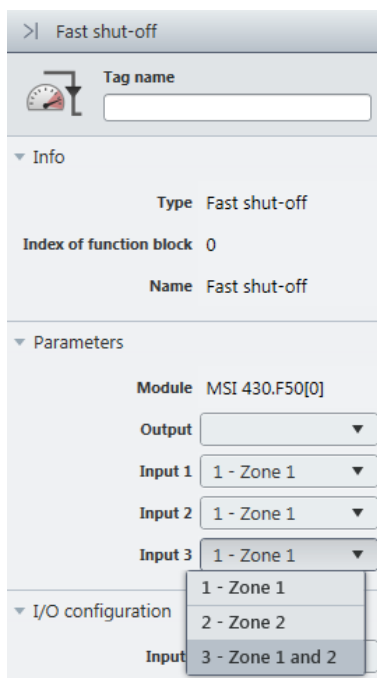 Fast shut-off
Tag name
Info
Type Fast shut-off
Index of function block 0
Name Fast shut-off
Parameters
Module MSI 430.F50[0]
Output
Input 1 1 - Zone 1
Input 2 1 - Zone 1
Input 3 1 - Zone 1
1 - Zone 1
I/O configuration
2 - Zone 2
Input 3 - Zone 1 and 2